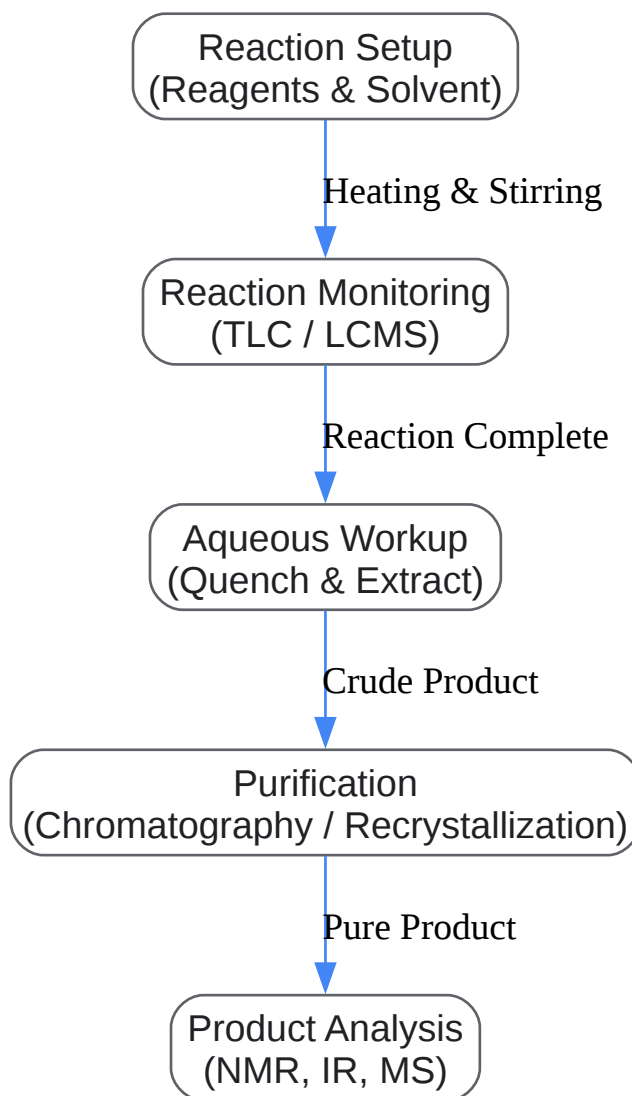 Reaction Setup
(Reagents & Solvent)
Heating & Stirring
Reaction Monitoring
(TLC / LCMS)
Reaction Complete
Aqueous Workup
(Quench & Extract)
Crude Product
Purification
(Chromatography / Recrystallization)
Pure Product
Product Analysis
(NMR, IR, MS)